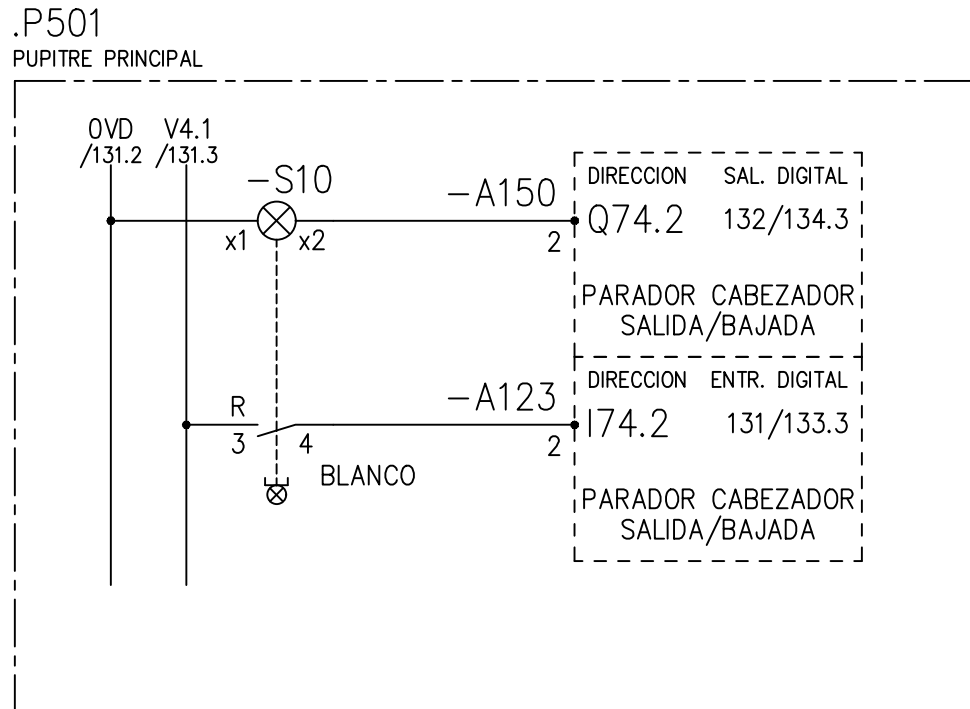 .P501
PUPITRE PRINCIPAL
0VD V4.1
/131.2 /131.3
-S10
x1 x2
-A150
2
DIRECCION SAL. DIGITAL
Q74.2 132/134.3
PARADOR CABEZADOR
SALIDA/BAJADA
R
3 4
BLANCO
-A123
2
DIRECCION ENTR. DIGITAL
I74.2 131/133.3
PARADOR CABEZADOR
SALIDA/BAJADA